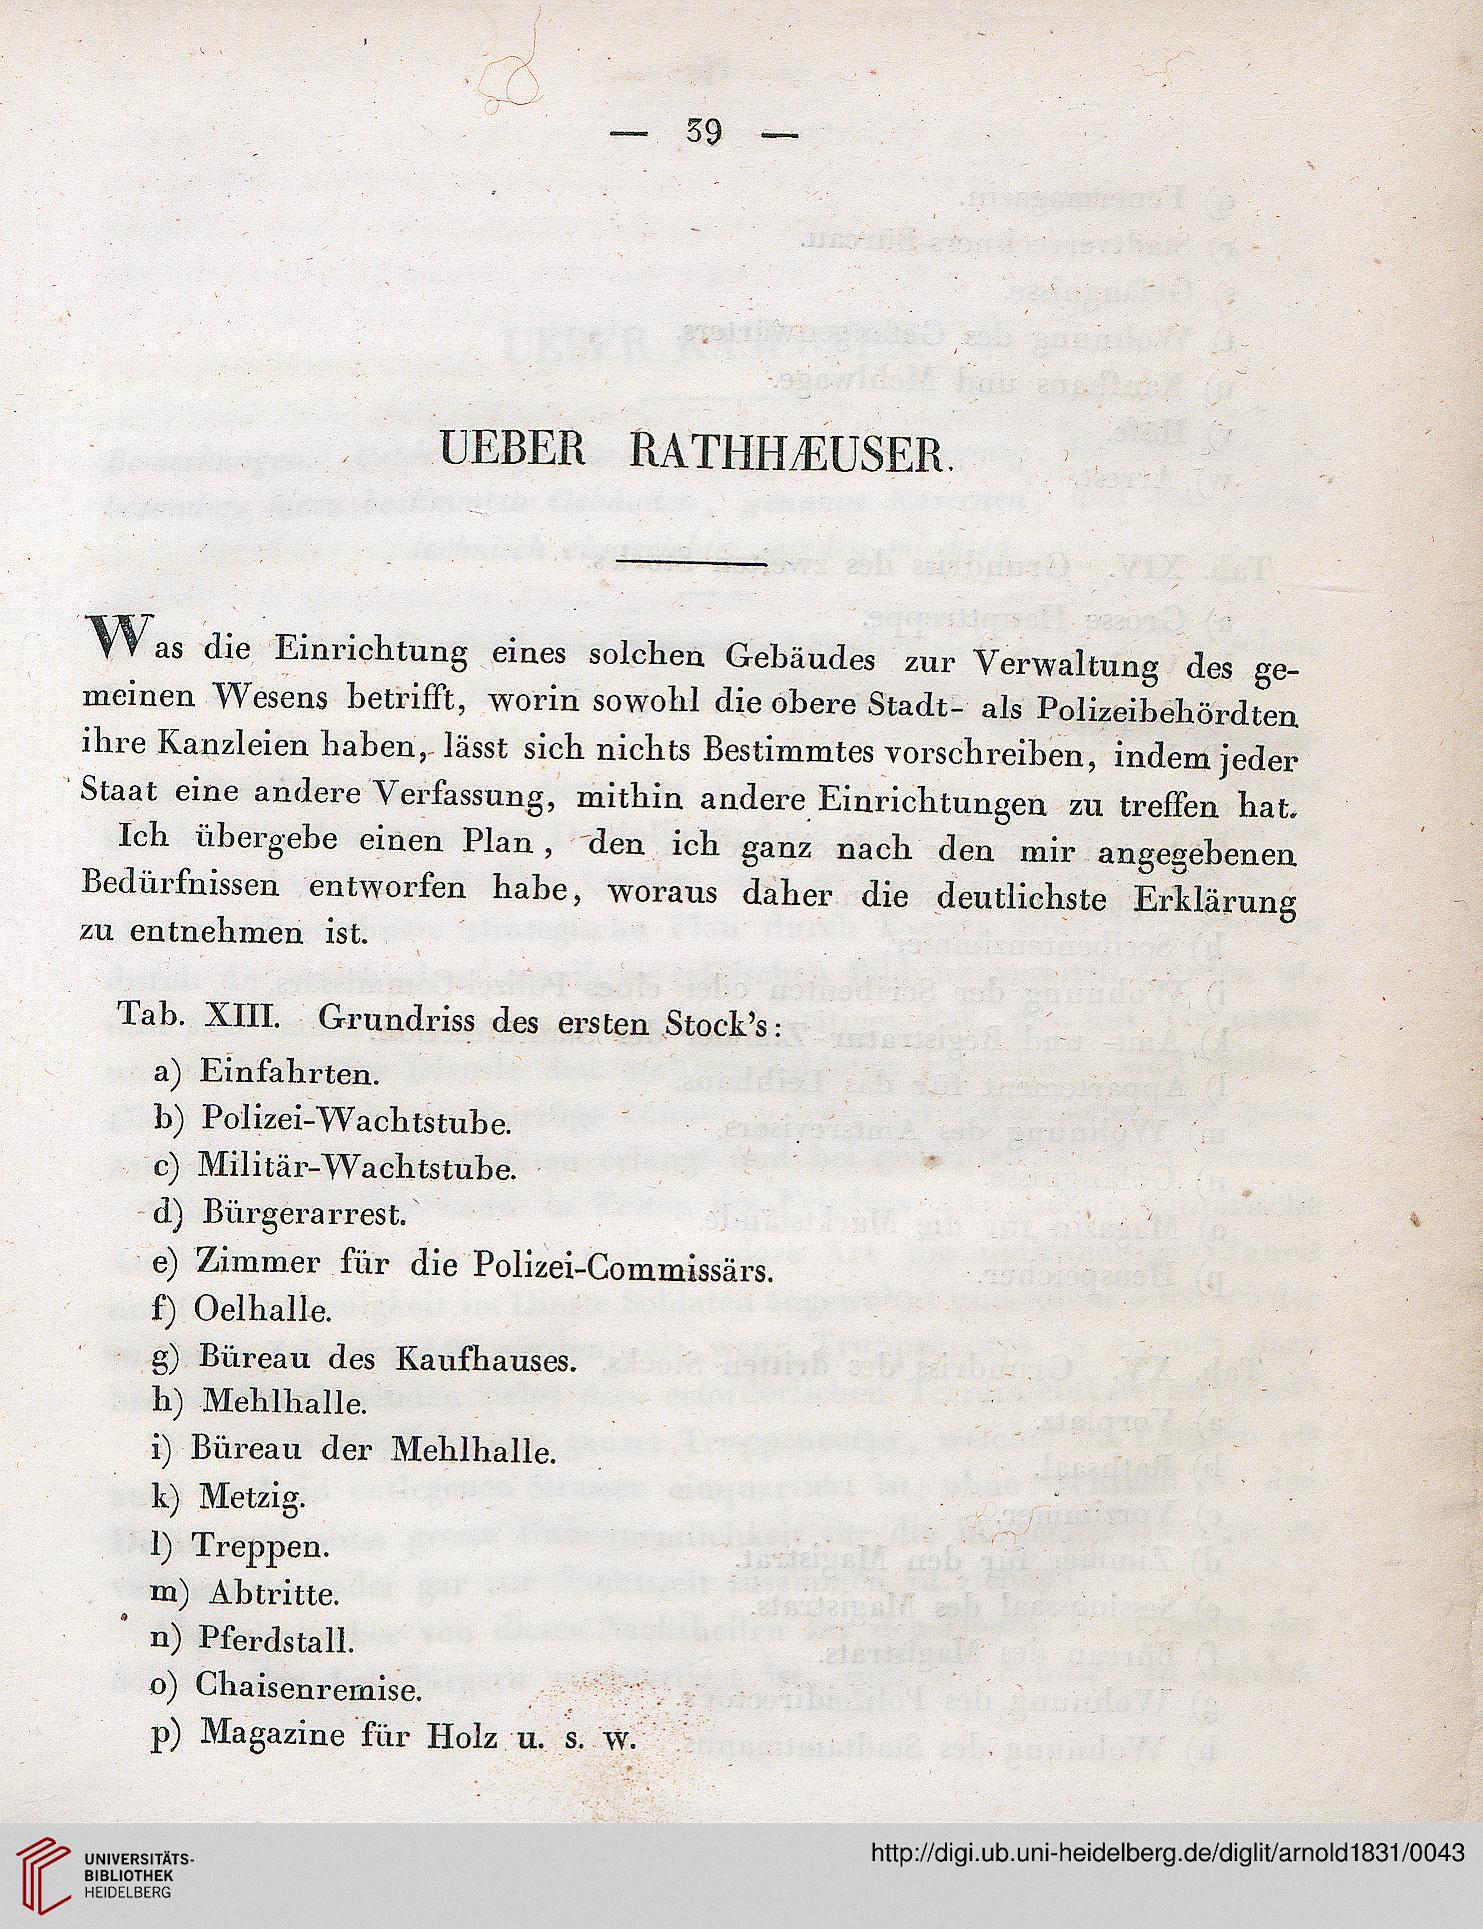 — 39 —
UEBER RATHHÆUSER.
Was die Einrichtung eines solchen Gebäudes zur Verwaltung des ge-
meinen Wesens betrifft, worin sowohl die obere Stadt- als Polizeibehördten
ihre Kanzleien haben, lässt sich nichts Bestimmtes vorschreiben, indem jeder
Staat eine andere Verfassung, mithin andere Einrichtungen zu treffen hat.
Ich übergebe einen Plan, den ich ganz nach den mir angegebenen
Bedürfnissen entworfen habe, woraus daher die deutlichste Erklärung
zu entnehmen ist.
Tab. XIII. Grundriss des ersten Stock's:
a) Einfahrten.
b) Polizei-Wachtstube.
c) Militär-Wachtstube.
d) Bürgerarrest.
e) Zimmer für die Polizei-Commissärs.
f) Oelhalle.
g) Büreau des Kaufhauses.
h) Mehlhalle.
i) Büreau der Mehlhalle.
k) Metzig.
l) Treppen.
m) Abtritte.
n) Pferdstall.
o) Chaisenremise.
p) Magazine für Holz u. s. w.
UNIVERSITÄTS-
BIBLIOTHEK
HEIDELBERG
http://digi.ub.uni-heidelberg.de/diglit/arnold1831/0043